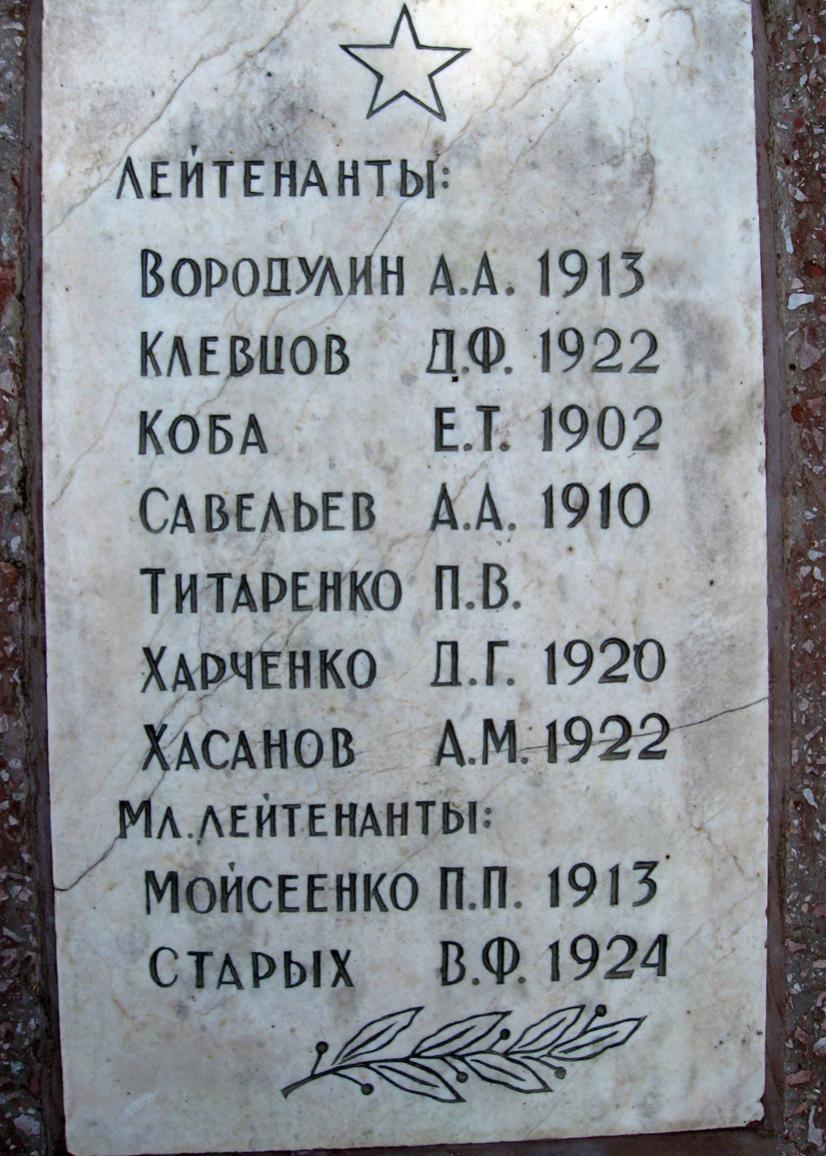 Лейтенанты:
Вородулин А.А. 1913
Клевцов Д.Ф. 1922
Коба Е.Т. 1902
Савельев А.А. 1910
Титаренко П.В.
Харченко Д.Г. 1920
Хасанов А.М. 1922
Мл. лейтенанты:
Мойсеенко П.П. 1913
Старых В.Ф. 1924